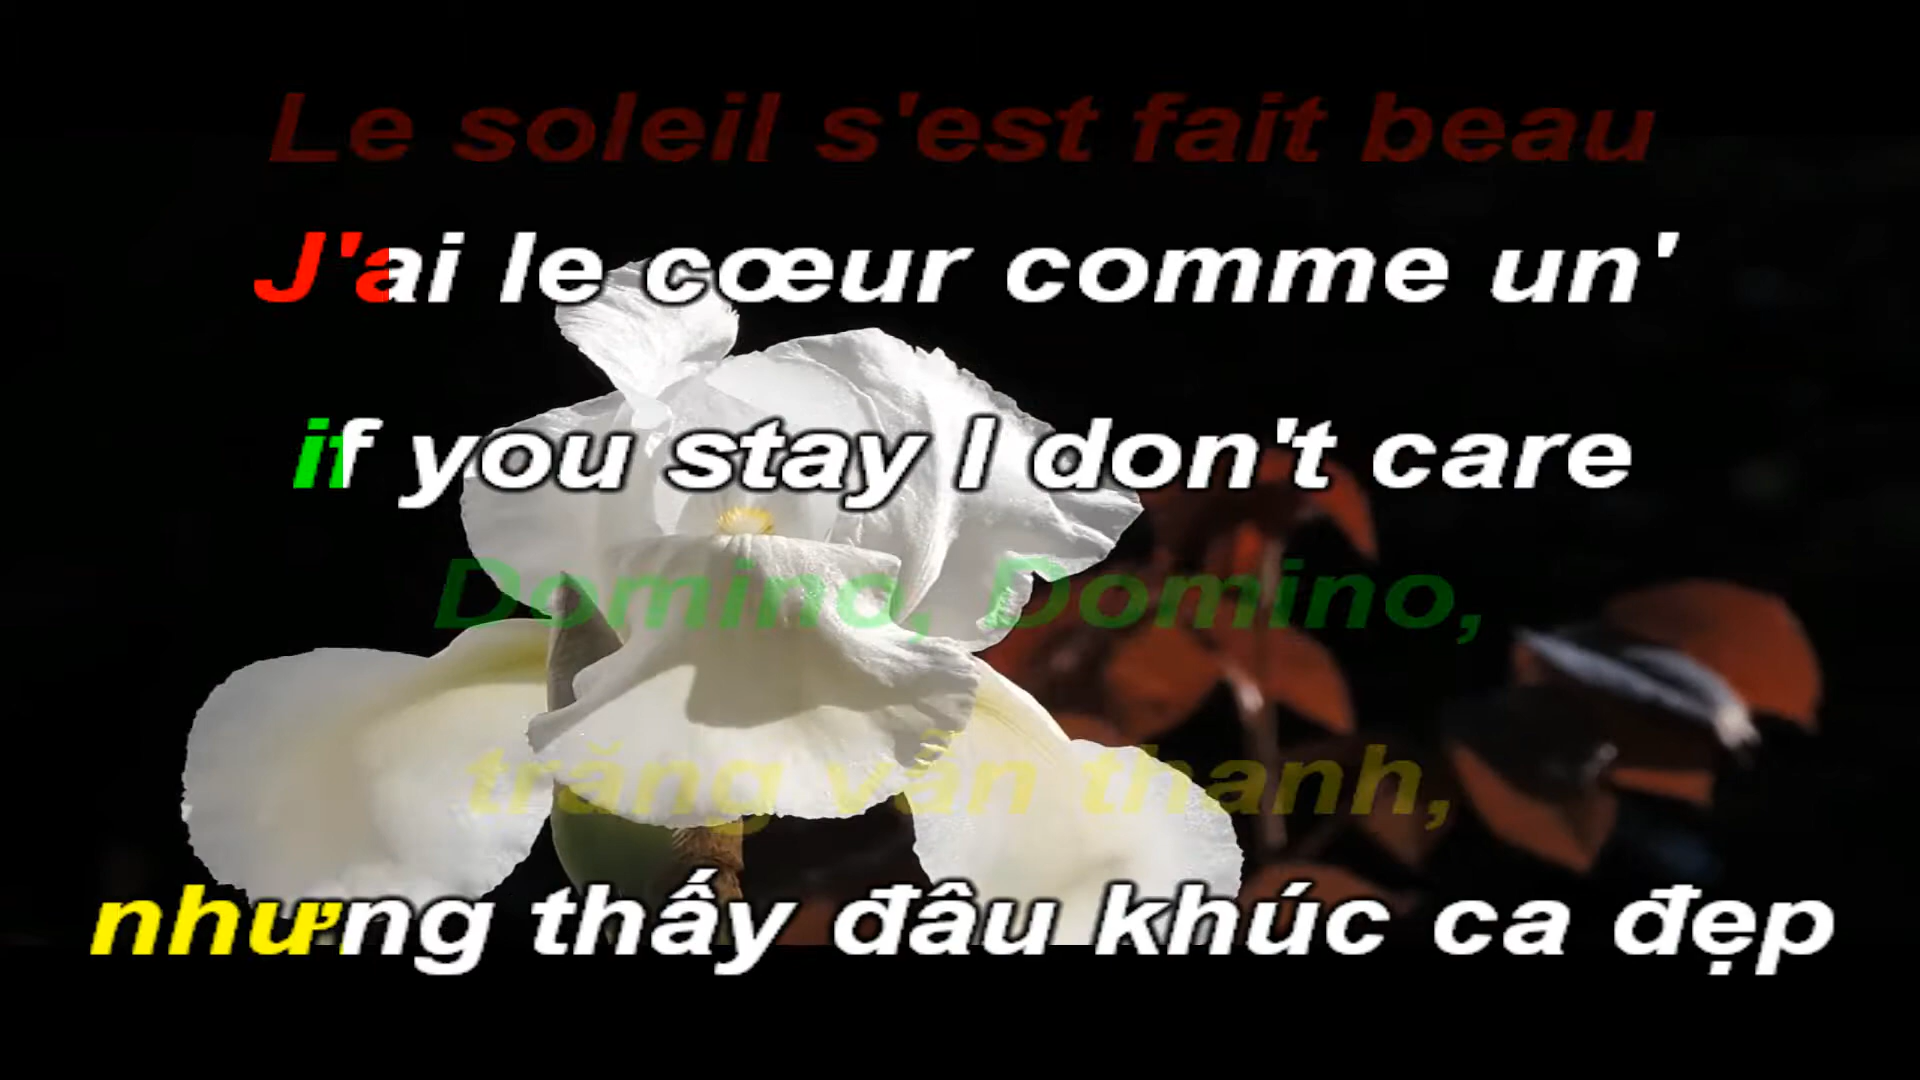 Le soleil s'est fait beau
J'ai le cœur comme un'
if you stay I don't care
Domino, Domino,
trăng vẫn thanh,
nhưng thấy đâu khúc ca đẹp